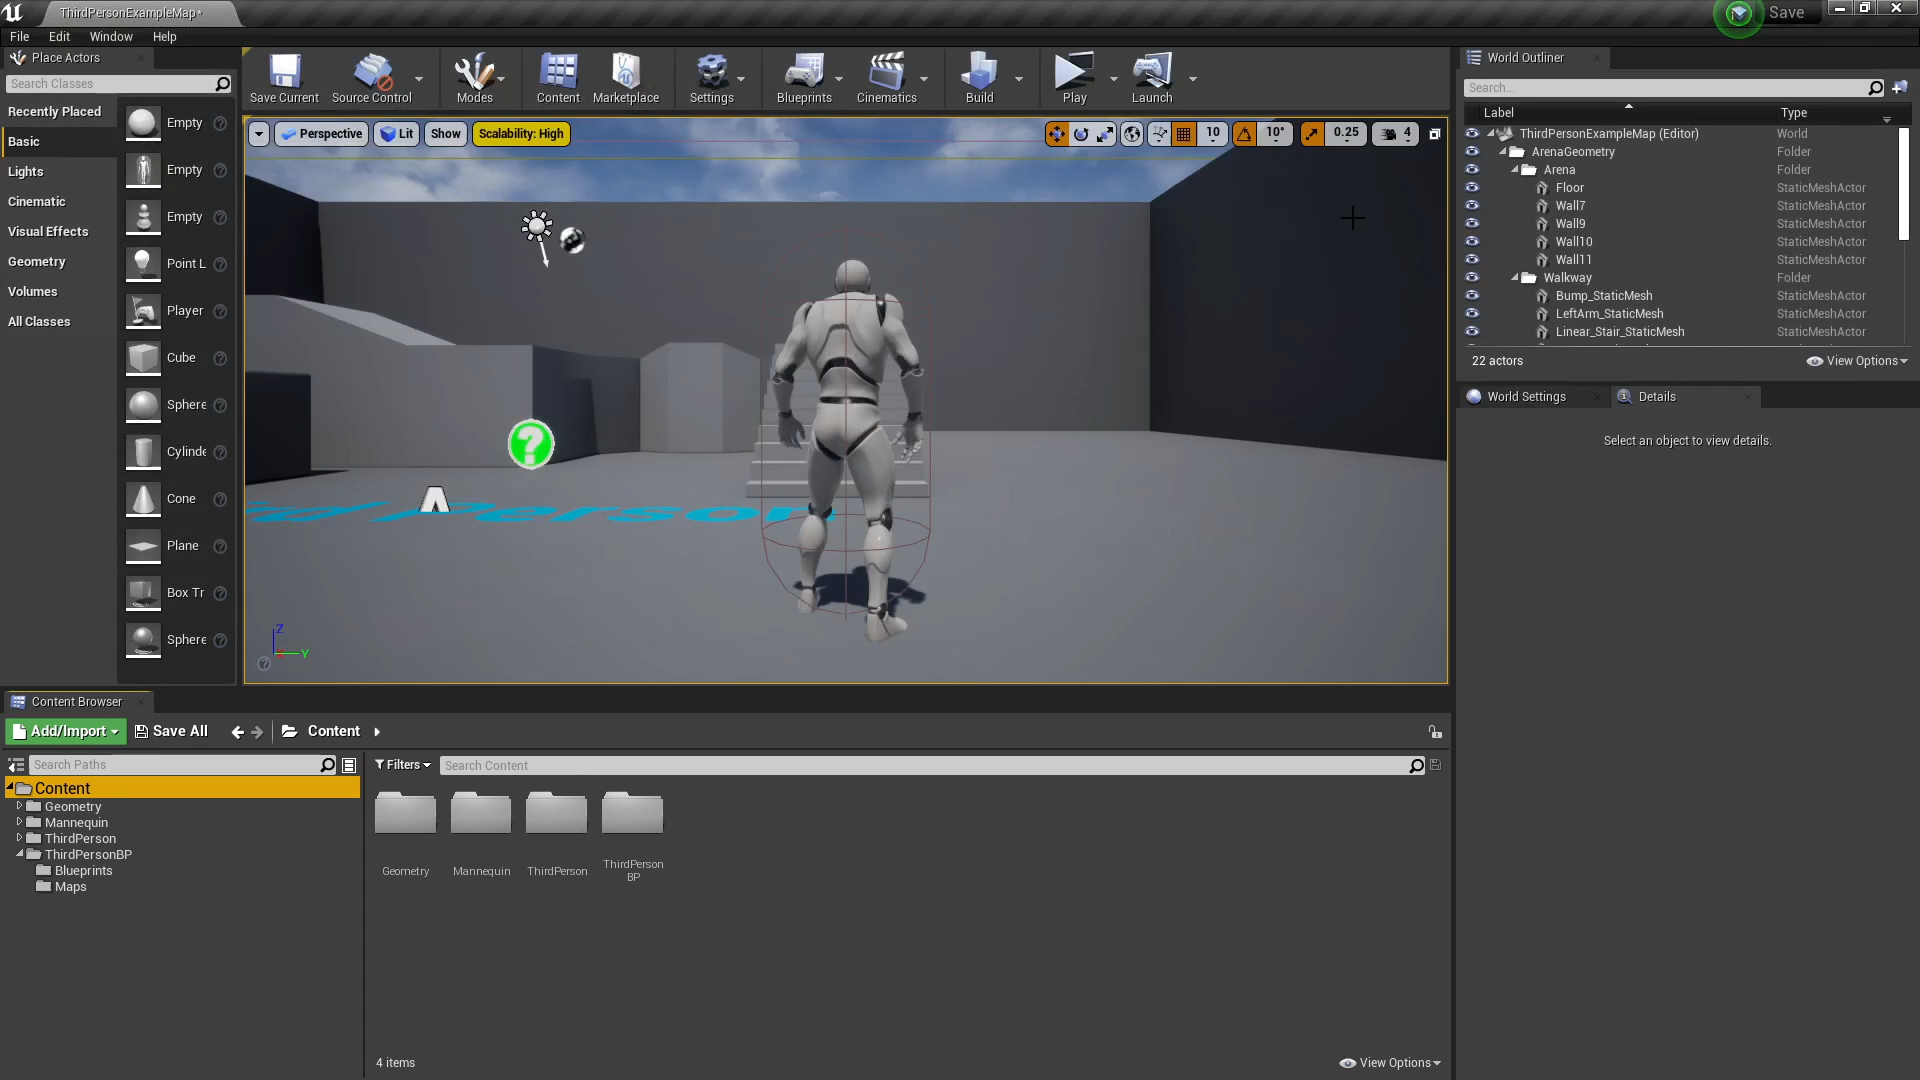 ThirdPersonExampleMap*
Save
File Edit Window Help
Place Actors
Search Classes
Recently Placed
Basic
Lights
Cinematic
Visual Effects
Geometry
Volumes
All Classes
Empty
Empty
Empty
Point L
Player
Cube
Sphere
Cylinde
Cone
Plane
Box Tr
Sphere
Save Current
Source Control
Modes
Content
Marketplace
Settings
Blueprints
Cinematics
Build
Play
Launch
Perspective
Lit
Show
Scalability: High
10
10°
0.25
4
Person
Z
Y
World Outliner
Search...
Label Type
ThirdPersonExampleMap (Editor) World
ArenaGeometry Folder
Arena Folder
Floor StaticMeshActor
Wall7 StaticMeshActor
Wall9 StaticMeshActor
Wall10 StaticMeshActor
Wall11 StaticMeshActor
Walkway Folder
Bump_StaticMesh StaticMeshActor
LeftArm_StaticMesh StaticMeshActor
Linear_Stair_StaticMesh StaticMeshActor
22 actors
View Options
World Settings
Details
Select an object to view details.
Content Browser
Add/Import
Save All
Content
Search Paths
Filters
Search Content
Content
Geometry
Mannequin
ThirdPerson
ThirdPersonBP
Blueprints
Maps
Geometry
Mannequin
ThirdPerson
ThirdPerson
BP
4 items
View Options